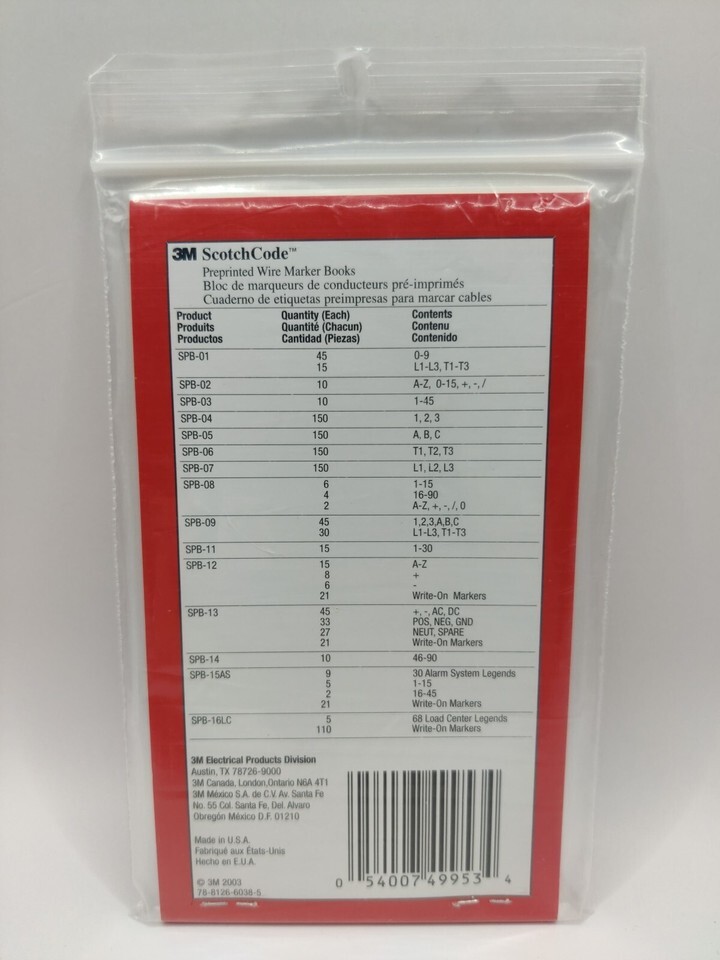 3M ScotchCode™
Preprinted Wire Marker Books
Bloc de marqueurs de conducteurs pré-imprimés
Cuaderno de etiquetas preimpresas para marcar cables
Product Quantity (Each) Contents
Produits Quantité (Chacun) Contenu
Productos Cantidad (Piezas) Contenido
SPB-01 45 0-9
15 L1-L3, T1-T3
SPB-02 10 A-Z, 0-15, +, -, /
SPB-03 10 1-45
SPB-04 150 1, 2, 3
SPB-05 150 A, B, C
SPB-06 150 T1, T2, T3
SPB-07 150 L1, L2, L3
SPB-08 6 1-15
4 16-90
2 A-Z, +, -, /, 0
SPB-09 45 1,2,3,A,B,C
30 L1-L3, T1-T3
SPB-11 15 1-30
SPB-12 15 A-Z
8 +
6 -
21 Write-On Markers
SPB-13 45 +, -, AC, DC
33 POS, NEG, GND
27 NEUT, SPARE
21 Write-On Markers
SPB-14 10 46-90
SPB-15AS 9 30 Alarm System Legends
5 1-15
2 16-45
21 Write-On Markers
SPB-16LC 5 68 Load Center Legends
110 Write-On Markers
3M Electrical Products Division
Austin, TX 78726-9000
3M Canada, London,Ontario N6A 4T1
3M México S.A. de C.V. Av. Santa Fe
No. 55 Col. Santa Fe, Del. Alvaro
Obregón México D.F. 01210
Made in U.S.A.
Fabriqué aux États-Unis
Hecho en E.U.A.
© 3M 2003
78-8126-6038-5
0 54007 49953 4